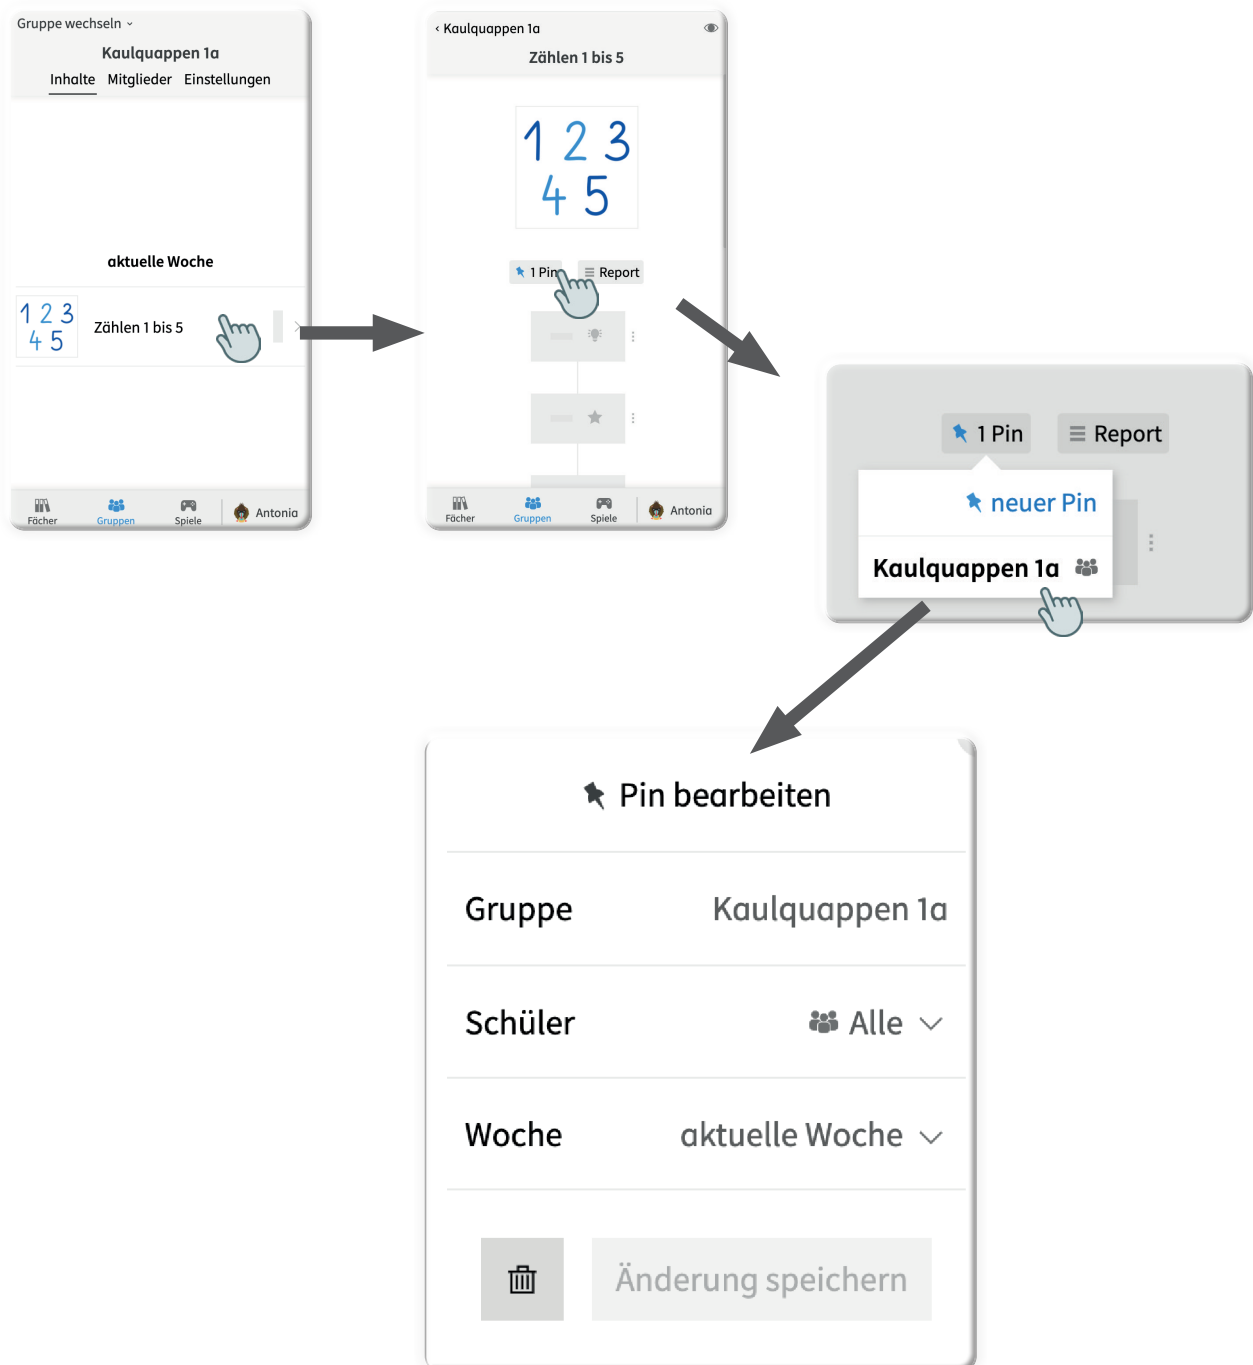 Gruppe wechseln
Kaulquappen 1a
Inhalte Mitglieder Einstellungen
aktuelle Woche
1 2 3
4 5
Zählen 1 bis 5
Fächer Gruppen Spiele Antonia
‹ Kaulquappen 1a
Zählen 1 bis 5
1 2 3
4 5
1 Pin Report
Fächer Gruppen Spiele Antonia
1 Pin Report
neuer Pin
Kaulquappen 1a
Pin bearbeiten
Gruppe Kaulquappen 1a
Schüler Alle
Woche aktuelle Woche
Änderung speichern